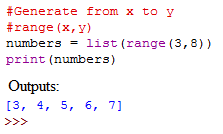 #Generate from x to y
#range(x,y)
numbers = list(range(3,8))
print(numbers)
Outputs:
[3, 4, 5, 6, 7]
>>>